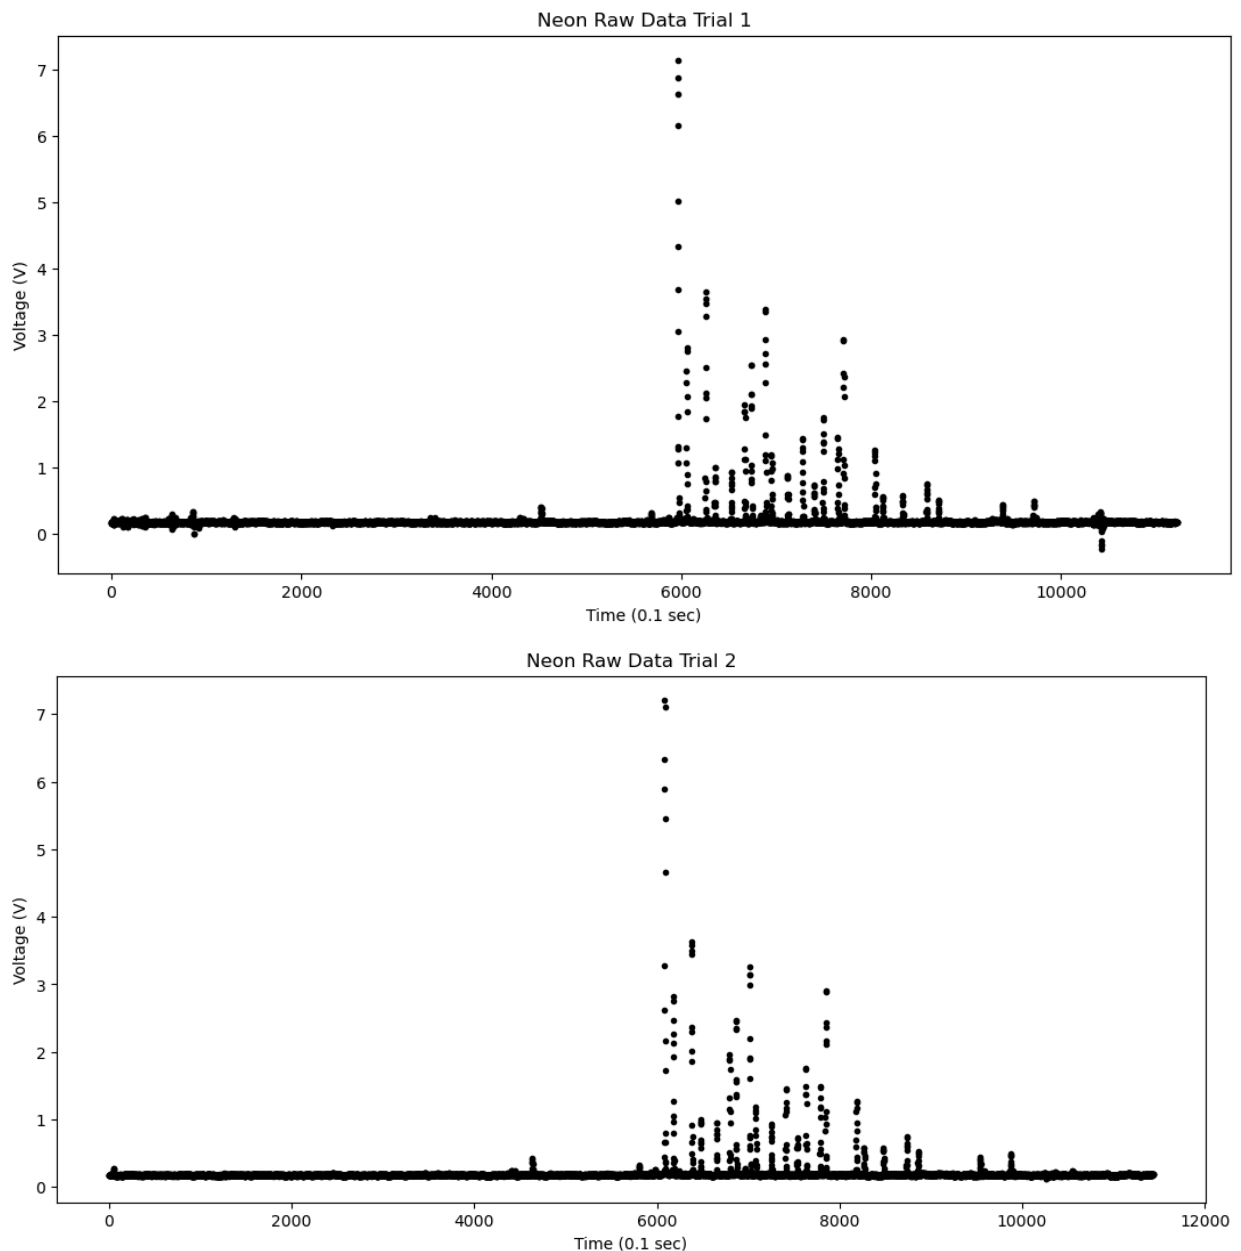 Neon Raw Data Trial 1
7
6
5
4
3
2
1
0
Voltage (V)
0 2000 4000 6000 8000 10000
Time (0.1 sec)
Neon Raw Data Trial 2
7
6
5
4
3
2
1
0
Voltage (V)
0 2000 4000 6000 8000 10000 12000
Time (0.1 sec)